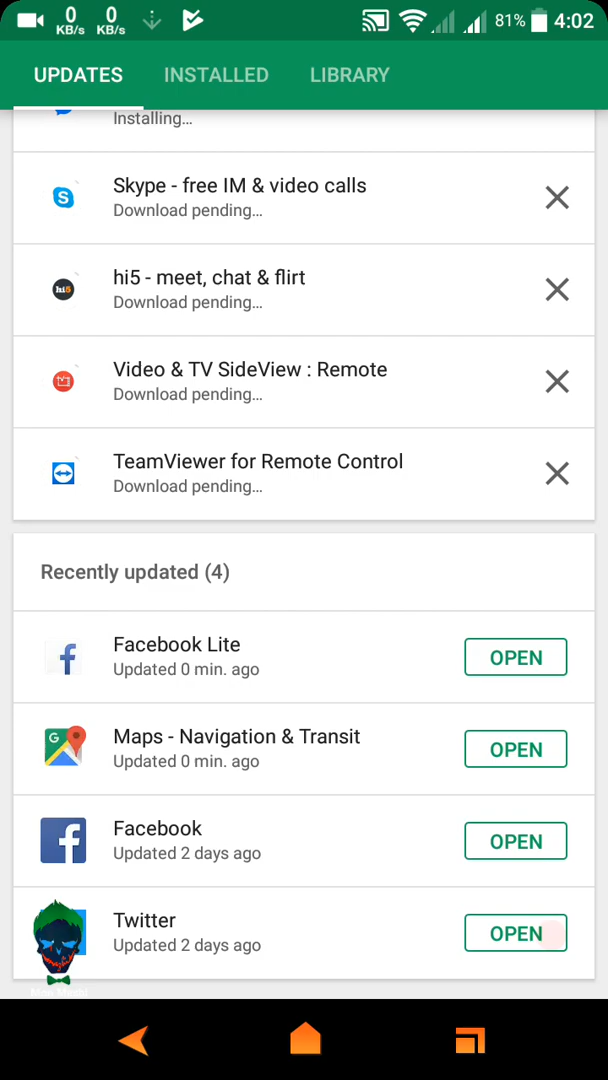 0 KB/s 0 KB/s 81% 4:02
UPDATES INSTALLED LIBRARY
Installing...
Skype - free IM & video calls
Download pending...
hi5
hi5 - meet, chat & flirt
Download pending...
Video & TV SideView : Remote
Download pending...
TeamViewer for Remote Control
Download pending...
Recently updated (4)
Facebook Lite
Updated 0 min. ago
OPEN
Maps - Navigation & Transit
Updated 0 min. ago
OPEN
Facebook
Updated 2 days ago
OPEN
Twitter
Updated 2 days ago
OPEN